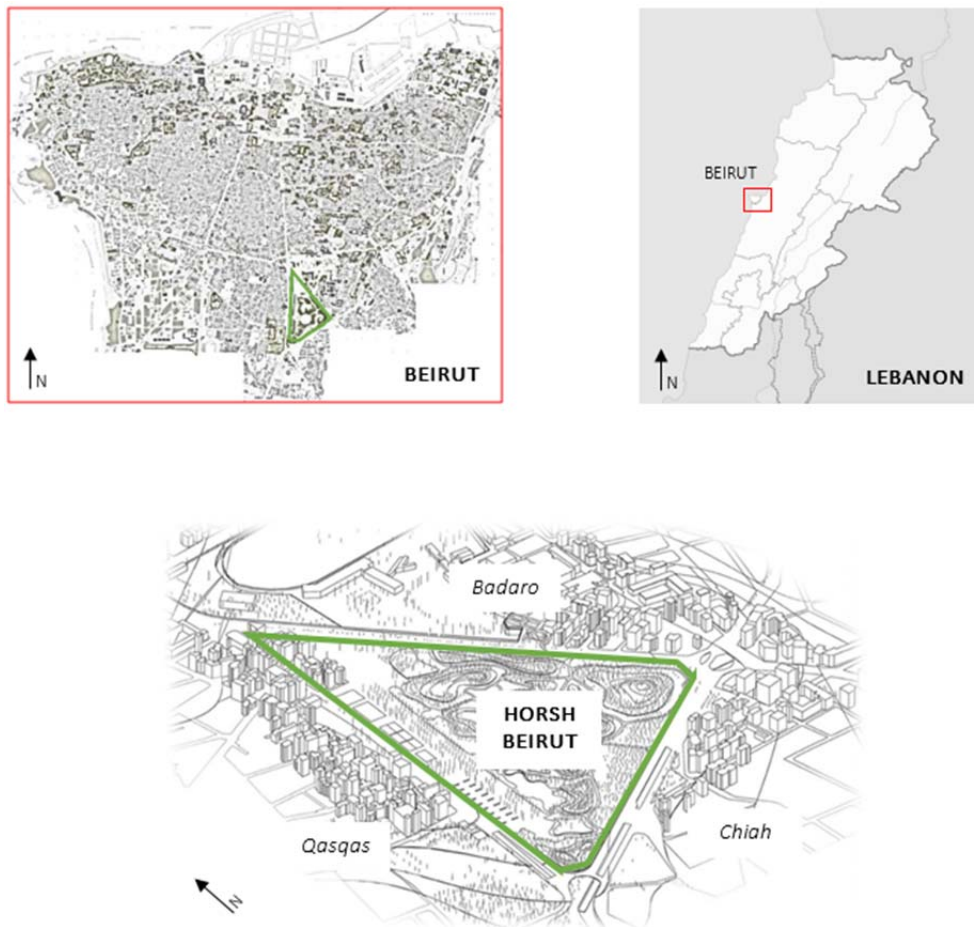 BEIRUT
N
BEIRUT
N
LEBANON
Badaro
HORSH
BEIRUT
Qasqas
Chiah
N